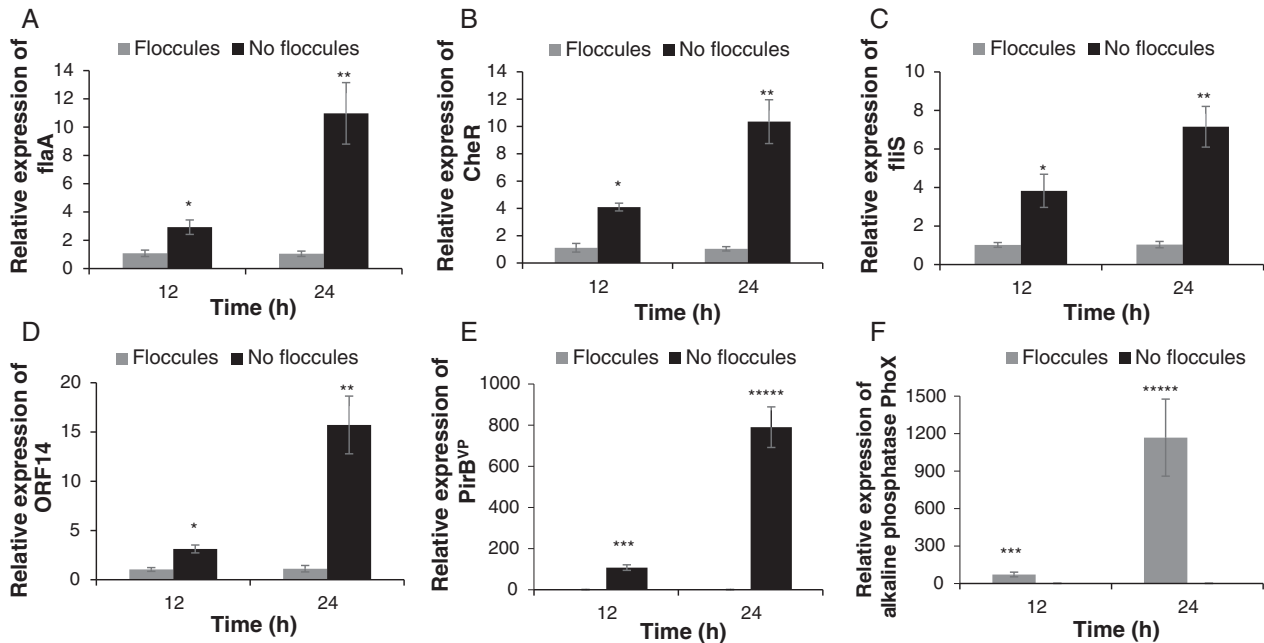 A
Floccules No floccules
Relative expression of
flaA
14
12
10
8
6
4
2
0
*
**
12 24
Time (h)
B
Floccules No floccules
Relative expression of
CheR
14
12
10
8
6
4
2
0
*
**
12 24
Time (h)
C
Floccules No floccules
Relative expression of
fliS
10
8
6
4
2
0
*
**
12 24
Time (h)
D
Floccules No floccules
Relative expression of
ORF14
20
15
10
5
0
*
**
12 24
Time (h)
E
Floccules No floccules
Relative expression of
PirBVP
1000
800
600
400
200
0
***
*****
12 24
Time (h)
F
Floccules No floccules
Relative expression of
alkaline phosphatase PhoX
1500
1200
900
600
300
0
***
*****
12 24
Time (h)